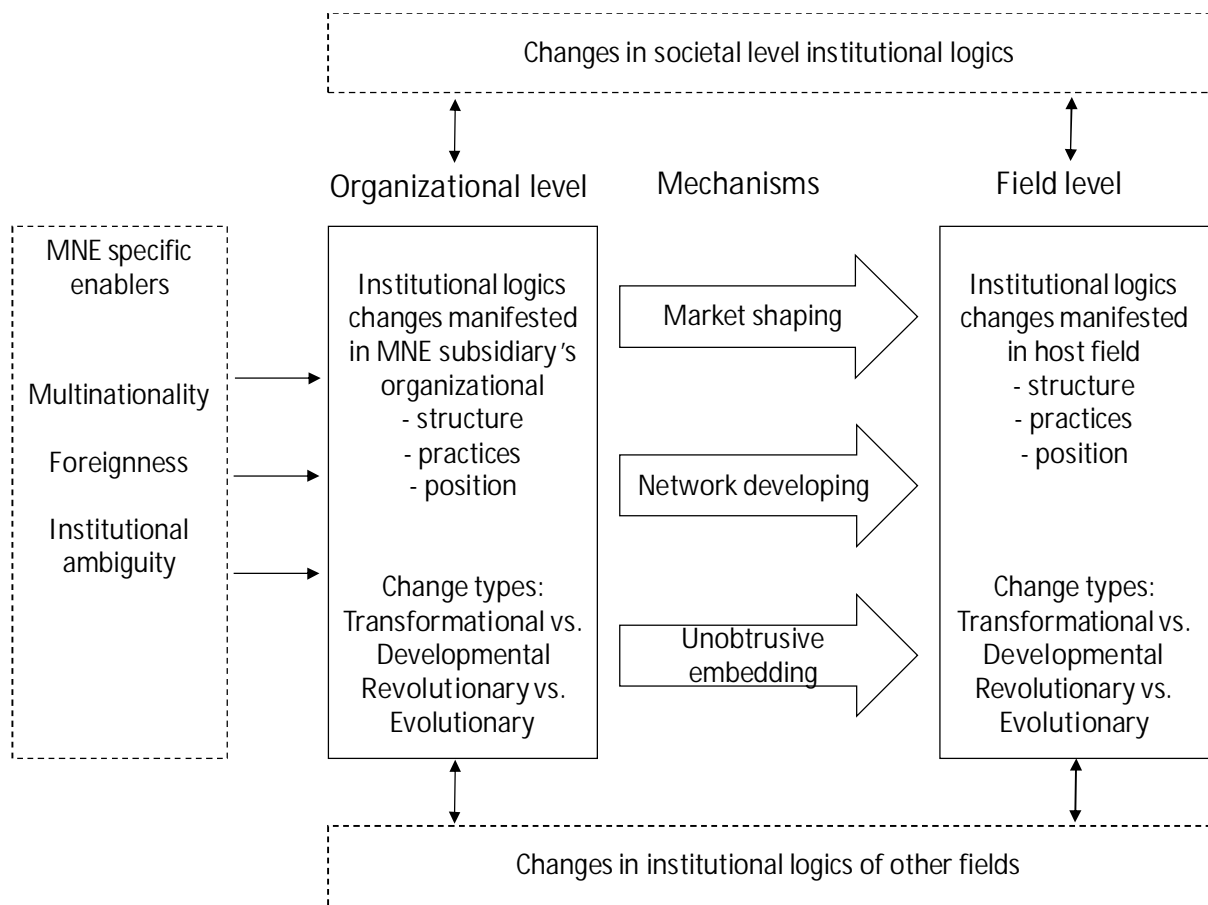 Changes in societal level institutional logics
Organizational level
Mechanisms
Field level
MNE specific
enablers
Multinationality
Foreignness
Institutional
ambiguity
Institutional logics
changes manifested
in MNE subsidiary's
organizational
- structure
- practices
- position
Change types:
Transformational vs.
Developmental
Revolutionary vs.
Evolutionary
Market shaping
Network developing
Unobtrusive
embedding
Institutional logics
changes manifested
in host field
- structure
- practices
- position
Change types:
Transformational vs.
Developmental
Revolutionary vs.
Evolutionary
Changes in institutional logics of other fields